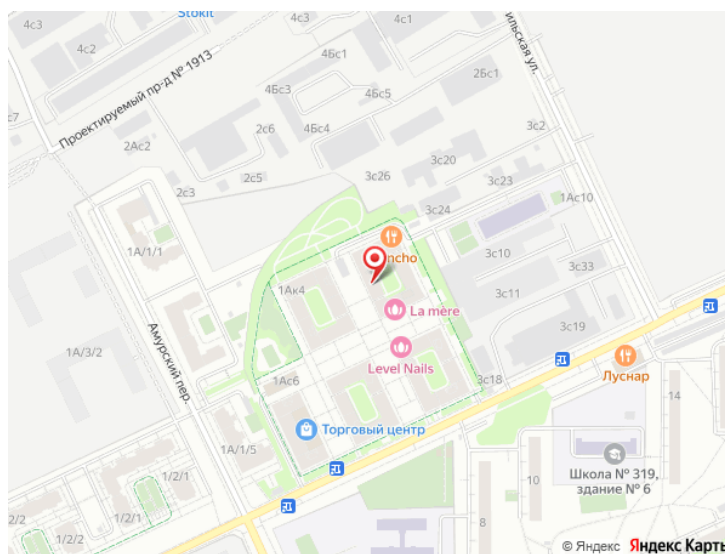 Stokit
4с1
3с1
4с2
4Бс1
ильская ул.
4с3
Проектируемый пр-д № 1913
4Бс3
2Бс1
4Бс5
с7
2с6
4Бс4
3с2
2Ас2
3с20
2с3
2с5
3с26
3с23
1Ас10
3с24
1А/1/1
ncho
3с10
1Ак4
3с33
3с11
La mere
3с19
Амурский пер.
1А/3/2
Level Nails
1Ас6
3с18
Луснар
14
Торговый центр
1А/1/5
Школа № 319,
здание № 6
10
1/2/1
1/2/1
1/2/2
1/2/2
8
© Яндекс Яндекс Карты